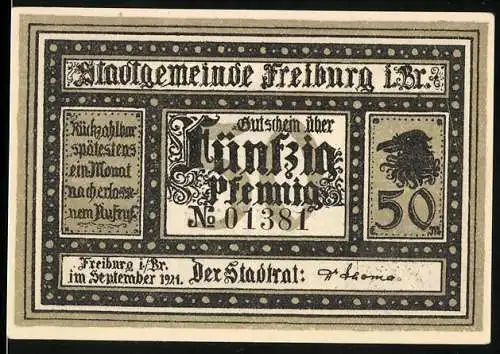 Stadtgemeinde Freiburg i. Br.
Rückzahlbar
spätestens
ein Monat
nach erlasse-
nem Aufruf.
Gutschein über
Fünfzig
Pfennig
No 01381
50
Freiburg i/Br.
im September 1921.
Der Stadtrat: